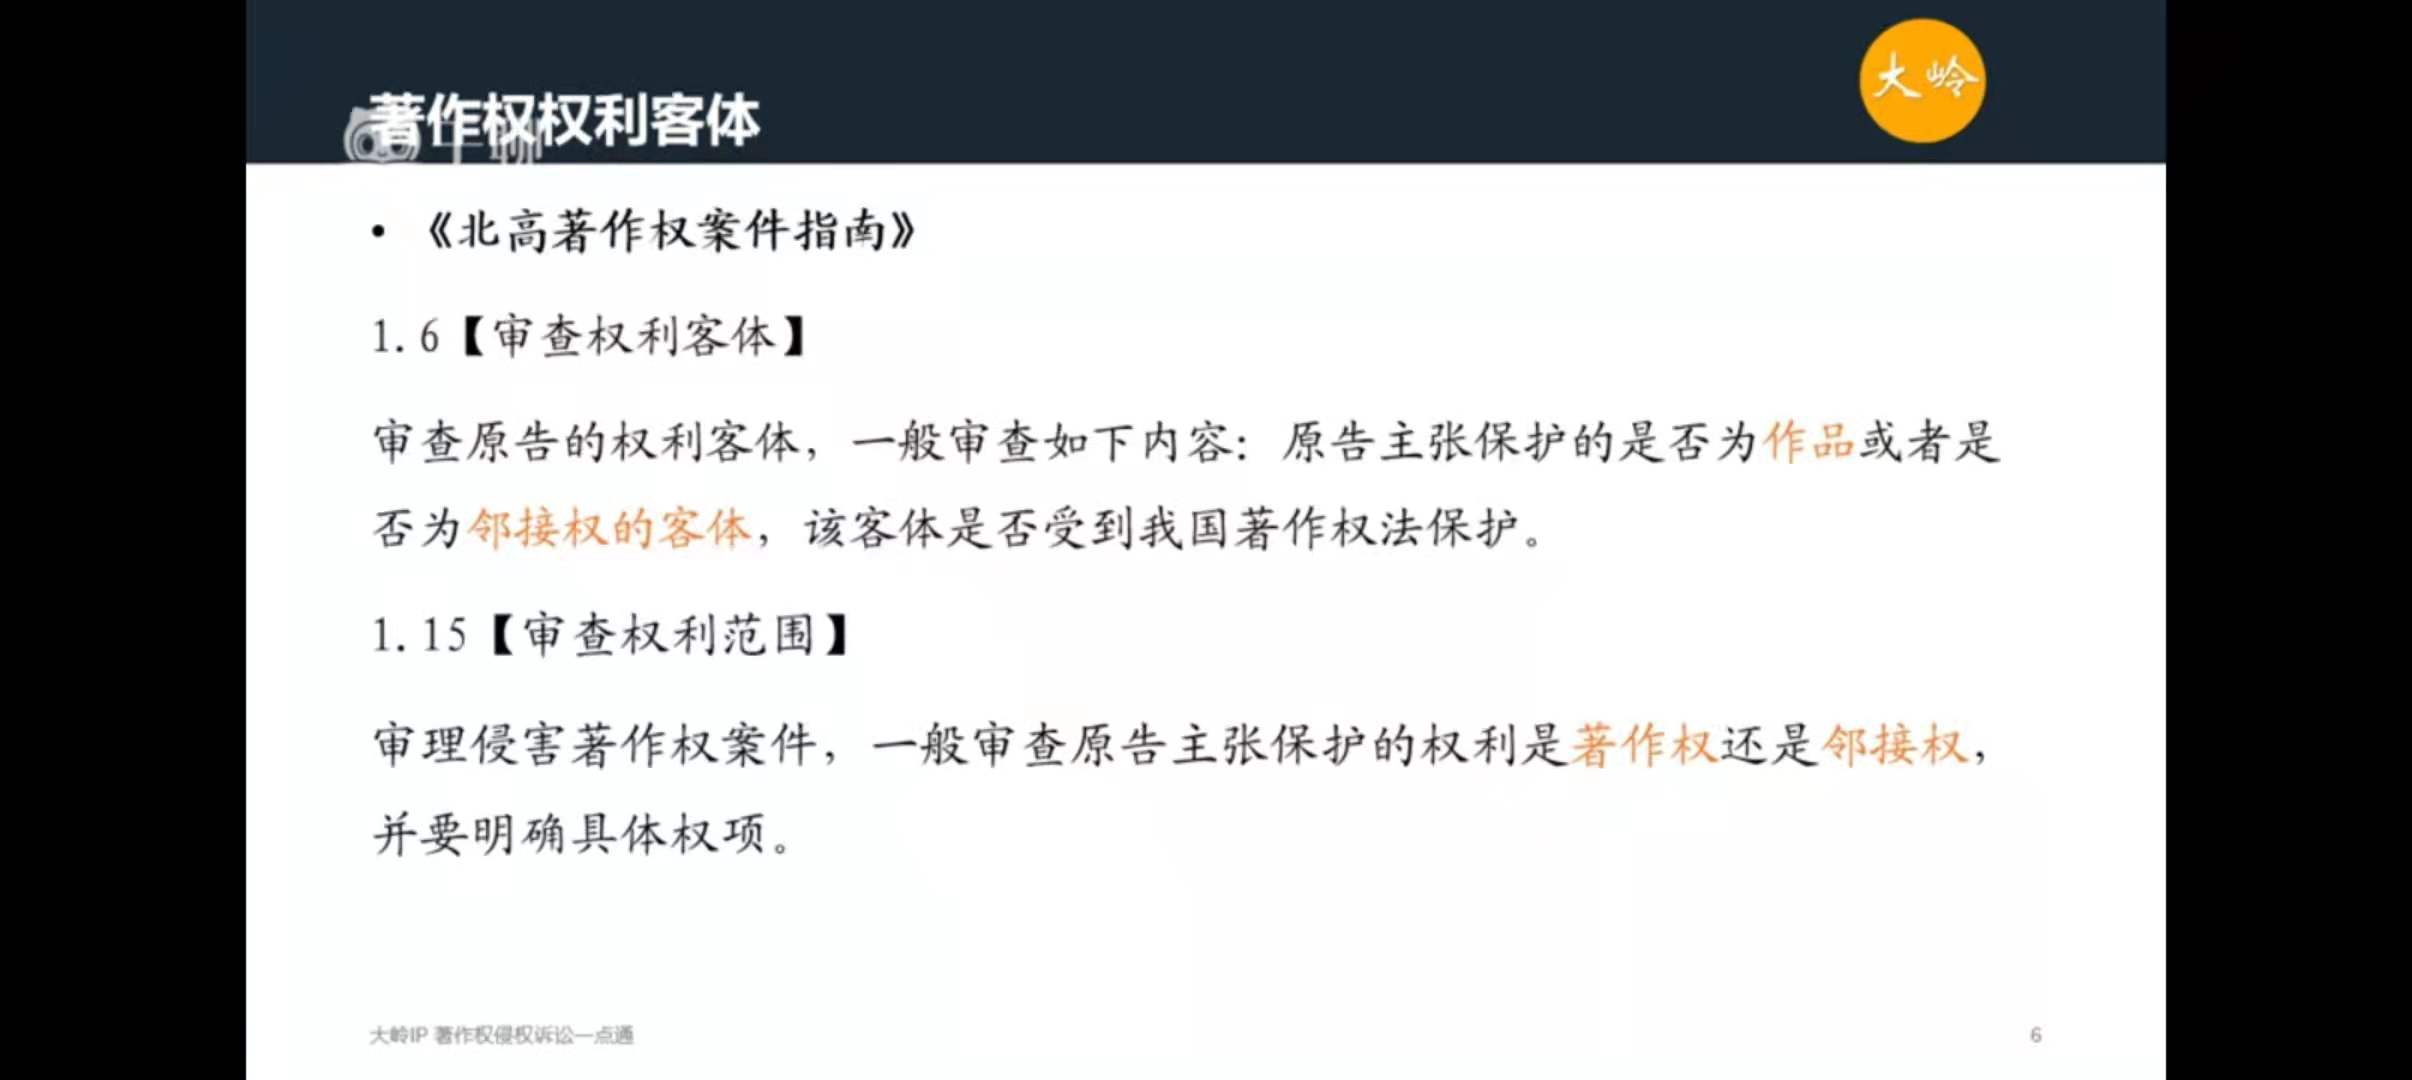 大岭
著作权权利客体
• 《北高著作权案件指南》
1.6【审查权利客体】
审查原告的权利客体，一般审查如下内容：原告主张保护的是否为作品或者是
否为邻接权的客体，该客体是否受到我国著作权法保护。
1.15【审查权利范围】
审理侵害著作权案件，一般审查原告主张保护的权利是著作权还是邻接权，
并要明确具体权项。
大岭IP 著作权侵权诉讼一点通
6